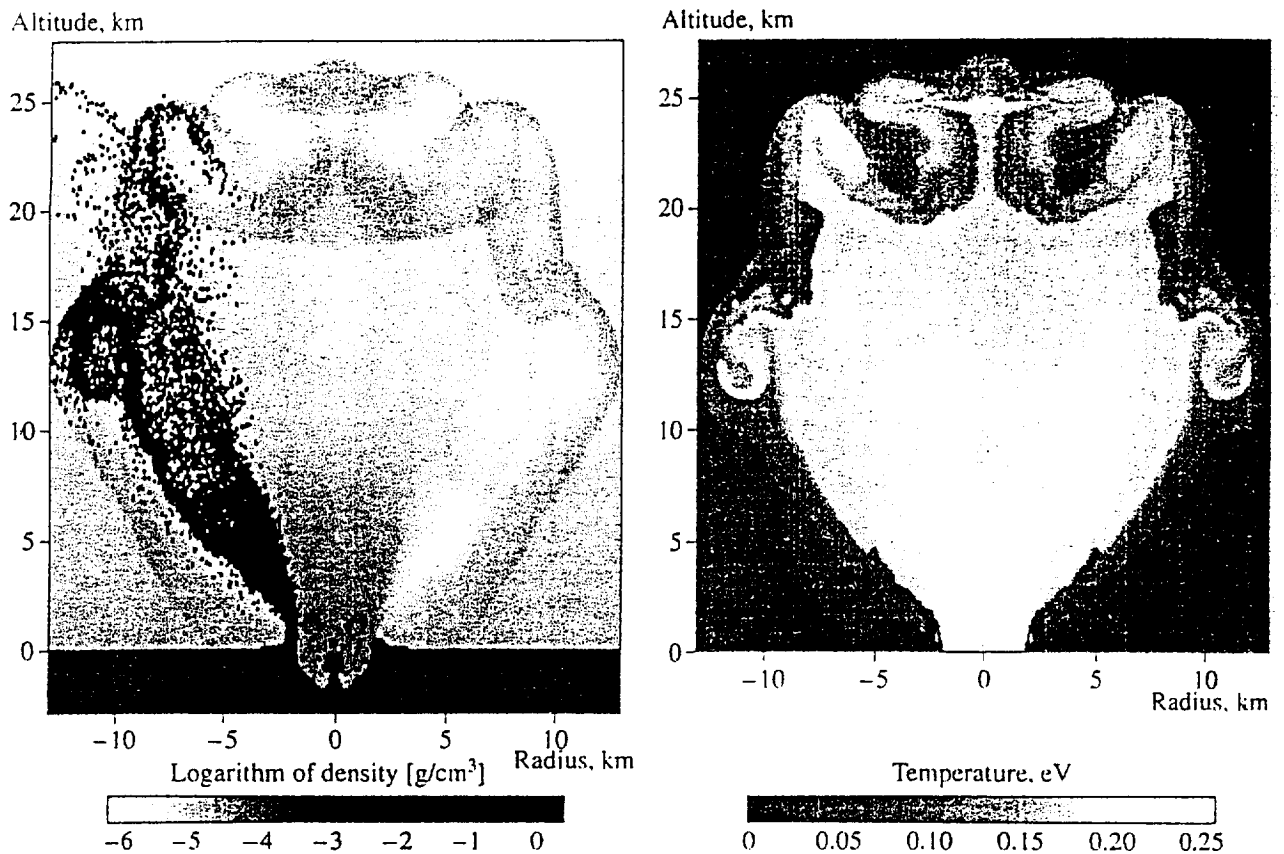 Altitude, km
25
20
15
10
5
0
−10 −5 0 5 10
Radius, km
Logarithm of density [g/cm³]
−6 −5 −4 −3 −2 −1 0
Altitude, km
25
20
15
10
5
0
−10 −5 0 5 10
Radius, km
Temperature, eV
0 0.05 0.10 0.15 0.20 0.25